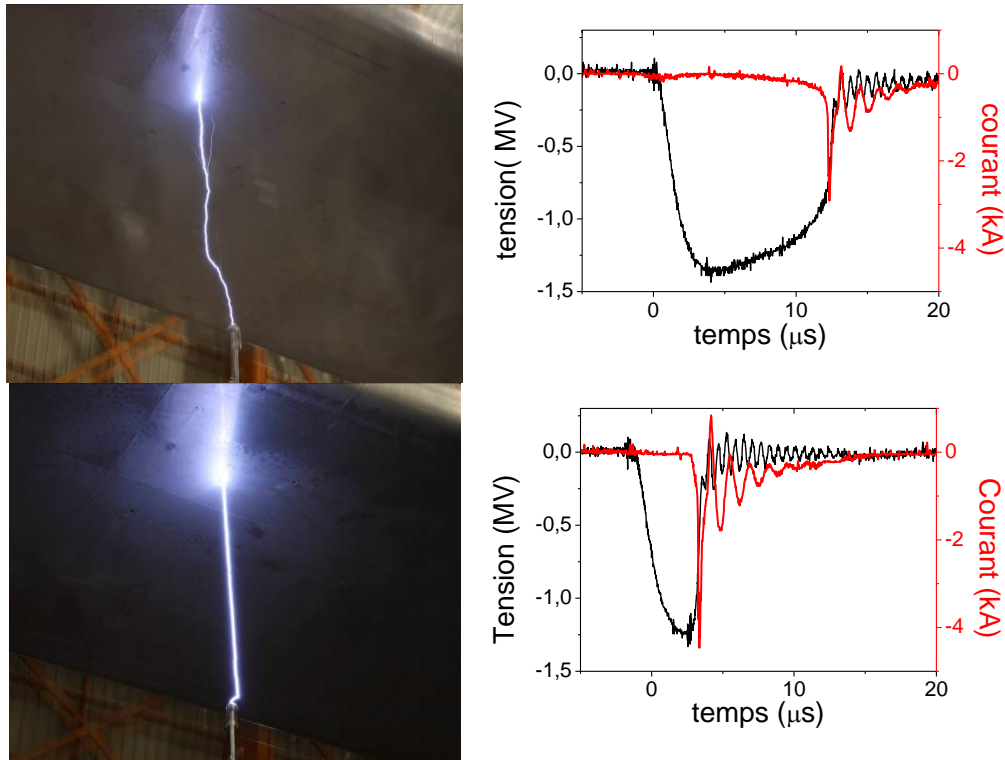 0,0
-0,5
-1,0
-1,5
tension( MV)
0
-2
-4
courant (kA)
0 10 20
temps (μs)
0,0
-0,5
-1,0
-1,5
Tension (MV)
0
-2
-4
Courant (kA)
0 10 20
temps (μs)